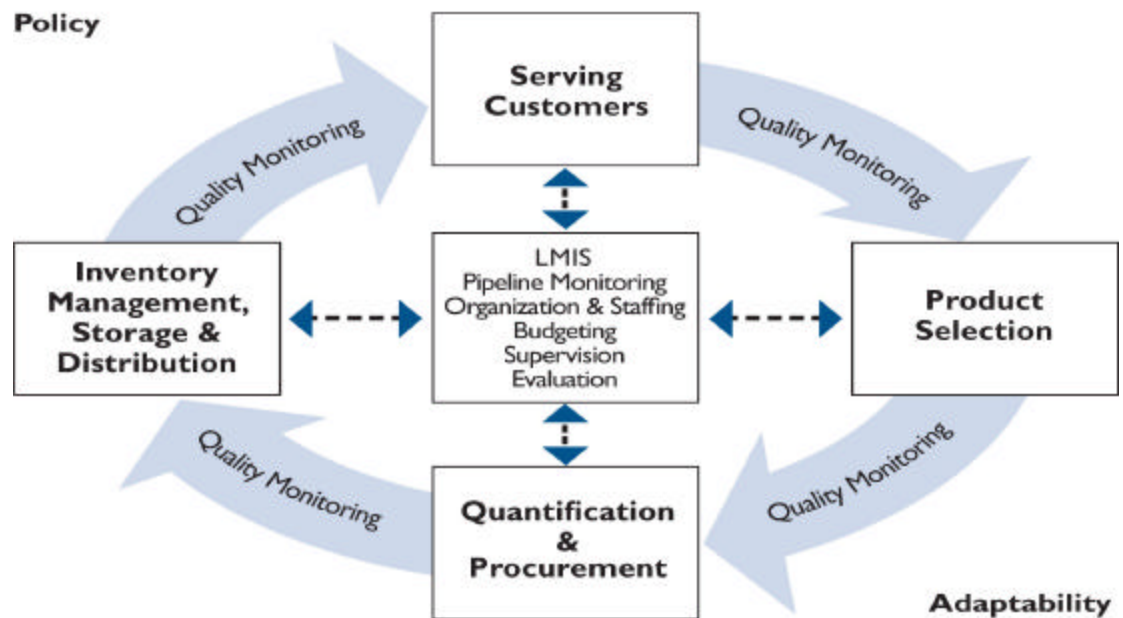 Policy
Serving
Customers
Quality Monitoring
Quality Monitoring
Inventory
Management,
Storage &
Distribution
LMIS
Pipeline Monitoring
Organization & Staffing
Budgeting
Supervision
Evaluation
Product
Selection
Quality Monitoring
Quality Monitoring
Quantification
&
Procurement
Adaptability